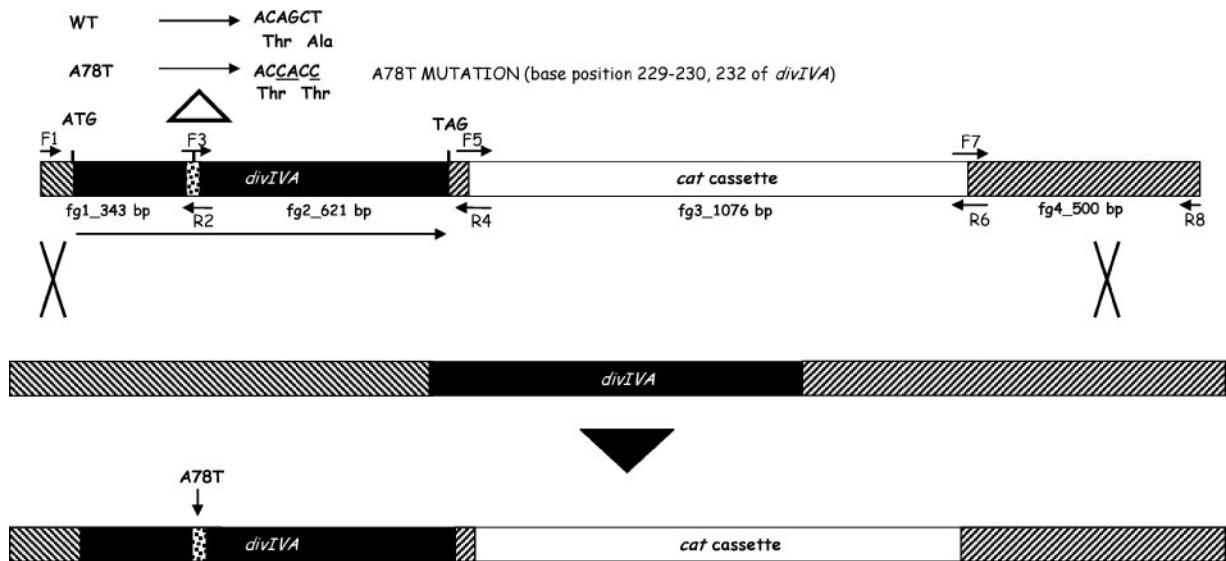 WT ACAGCT
Thr Ala
A78T ACCACC A78T MUTATION (base position 229-230, 232 of divIVA)
Thr Thr
ATG TAG
F1 F3 F5 F7
divIVA cat cassette
fg1_343 bp R2 fg2_621 bp R4 fg3_1076 bp R6 fg4_500 bp R8
divIVA
A78T
divIVA cat cassette